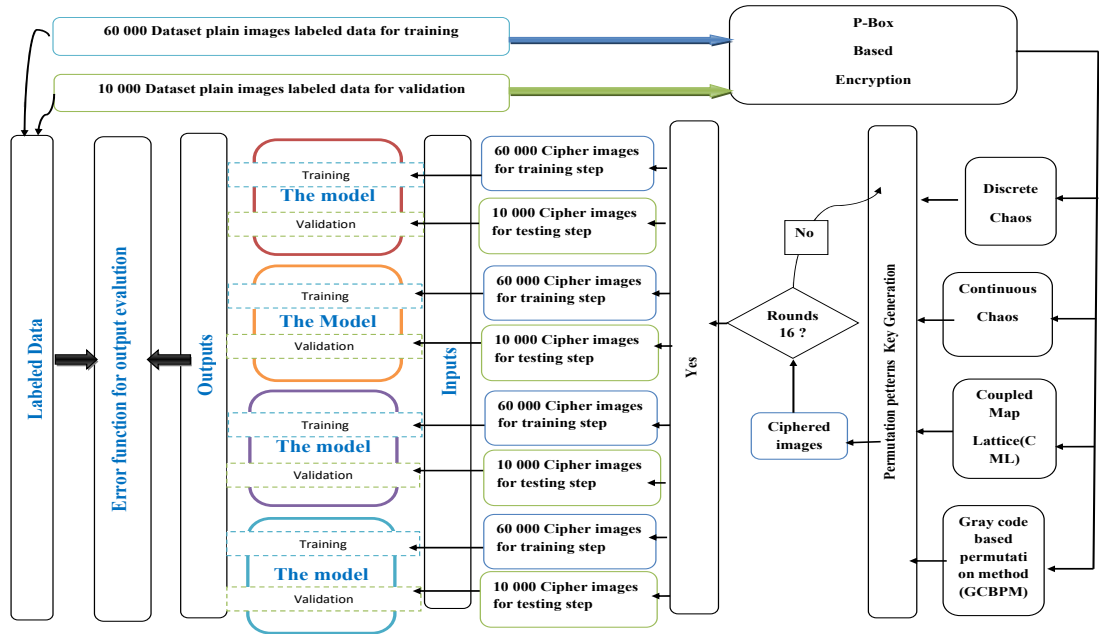 60 000 Dataset plain images labeled data for training
10 000 Dataset plain images labeled data for validation
P-Box
Based
Encryption
Labeled Data
Error function for output evalution
Outputs
Training
The model
Validation
Training
The Model
Validation
Training
The model
Validation
Training
The model
Validation
Inputs
60 000 Cipher images
for training step
10 000 Cipher images
for testing step
60 000 Cipher images
for training step
10 000 Cipher images
for testing step
60 000 Cipher images
for training step
10 000 Cipher images
for testing step
60 000 Cipher images
for training step
10 000 Cipher images
for testing step
Yes
No
Rounds
16 ?
Ciphered
images
Permutation petterns Key Generation
Discrete
Chaos
Continuous
Chaos
Coupled
Map
Lattice(C
ML)
Gray code
based
permutati
on method
(GCBPM)